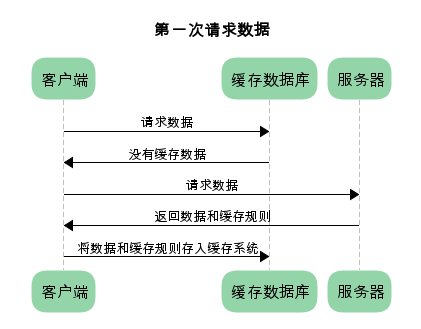 第一次请求数据
客户端 缓存数据库 服务器
请求数据
没有缓存数据
请求数据
返回数据和缓存规则
将数据和缓存规则存入缓存系统
客户端 缓存数据库 服务器